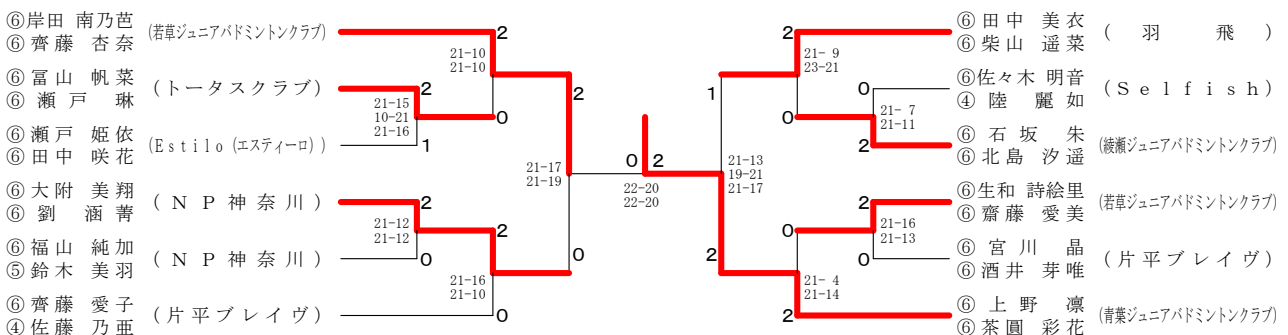 ⑥岸田 南乃芭
⑥齊藤 杏奈
(若草ジュニアバドミントンクラブ)
2
21-10
21-10
⑥冨山 帆菜
⑥瀬戸 琳
(トータスクラブ)
2
21-15
10-21
21-16
0
⑥瀬戸 姫依
⑥田中 咲花
(Estilo(エスティーロ))
1
2
21-17
21-19
⑥大附 美翔
⑥劉 涵菁
(NP神奈川)
2
21-12
21-12
2
⑥福山 純加
⑤鈴木 美羽
(NP神奈川)
0
21-16
21-10
0
⑥齊藤 愛子
④佐藤 乃亜
(片平ブレイヴ)
0
0 2
22-20
22-20
2
⑥田中 美衣
⑥柴山 遥菜
(羽飛)
21- 9
23-21
1
0
⑥佐々木 明音
④陸 麗如
(Selfish)
0
21- 7
21-11
2
⑥石坂 朱
⑥北島 汐遥
(綾瀬ジュニアバドミントンクラブ)
21-13
19-21
21-17
2
⑥生和 詩絵里
⑥齋藤 愛美
(若草ジュニアバドミントンクラブ)
0
21-16
21-13
0
⑥宮川 晶
⑥酒井 芽唯
(片平ブレイヴ)
2
21- 4
21-14
2
⑥上野 凛
⑥茶圓 彩花
(青葉ジュニアバドミントンクラブ)